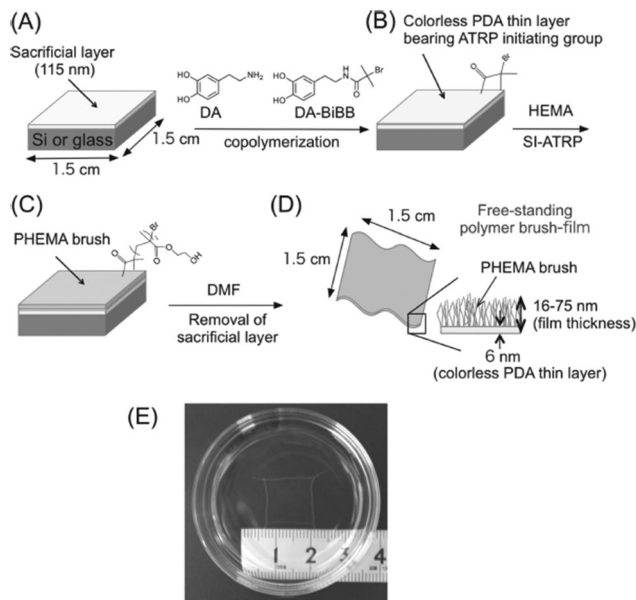 (A)
Sacrificial layer
(115 nm)
Si or glass
1.5 cm
1.5 cm
HO
HO
NH₂
DA
HO
HO
H
N
O
Br
DA-BiBB
copolymerization
(B)
Colorless PDA thin layer
bearing ATRP initiating group
O
Br
HEMA
SI-ATRP
(C)
PHEMA brush
O
Br
O
O
OH
DMF
Removal of
sacrificial layer
(D)
1.5 cm
1.5 cm
Free-standing
polymer brush-film
PHEMA brush
16-75 nm
(film thickness)
6 nm
(colorless PDA thin layer)
(E)
1 2 3 4